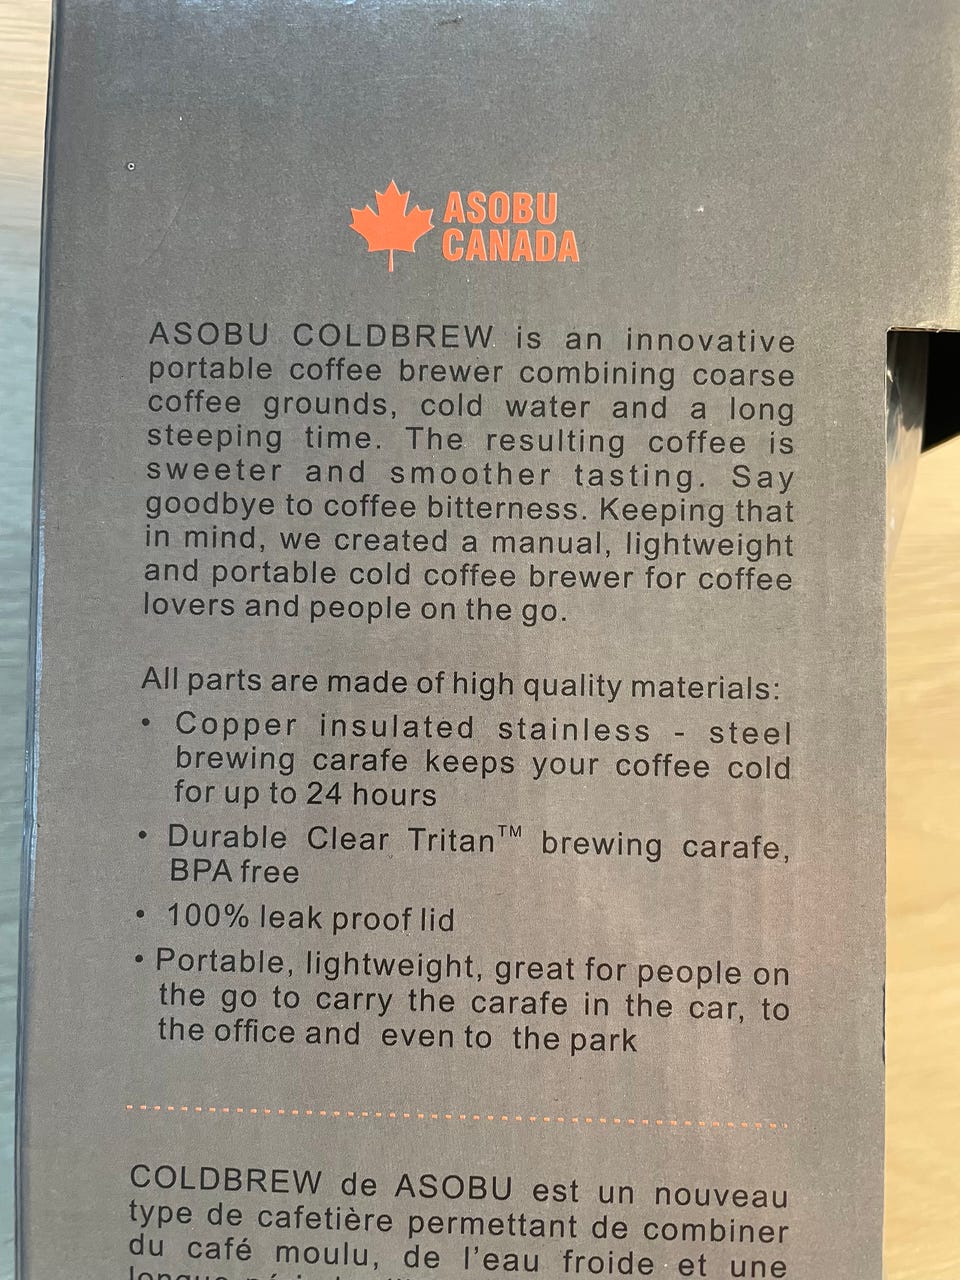 ASOBU
CANADA
ASOBU COLDBREW is an innovative
portable coffee brewer combining coarse
coffee grounds, cold water and a long
steeping time. The resulting coffee is
sweeter and smoother tasting. Say
goodbye to coffee bitterness. Keeping that
in mind, we created a manual, lightweight
and portable cold coffee brewer for coffee
lovers and people on the go.
All parts are made of high quality materials:
• Copper insulated stainless - steel
brewing carafe keeps your coffee cold
for up to 24 hours
• Durable Clear Tritan™ brewing carafe,
BPA free
• 100% leak proof lid
• Portable, lightweight, great for people on
the go to carry the carafe in the car, to
the office and even to the park
COLDBREW de ASOBU est un nouveau
type de cafetière permettant de combiner
du café moulu, de l'eau froide et une
longue